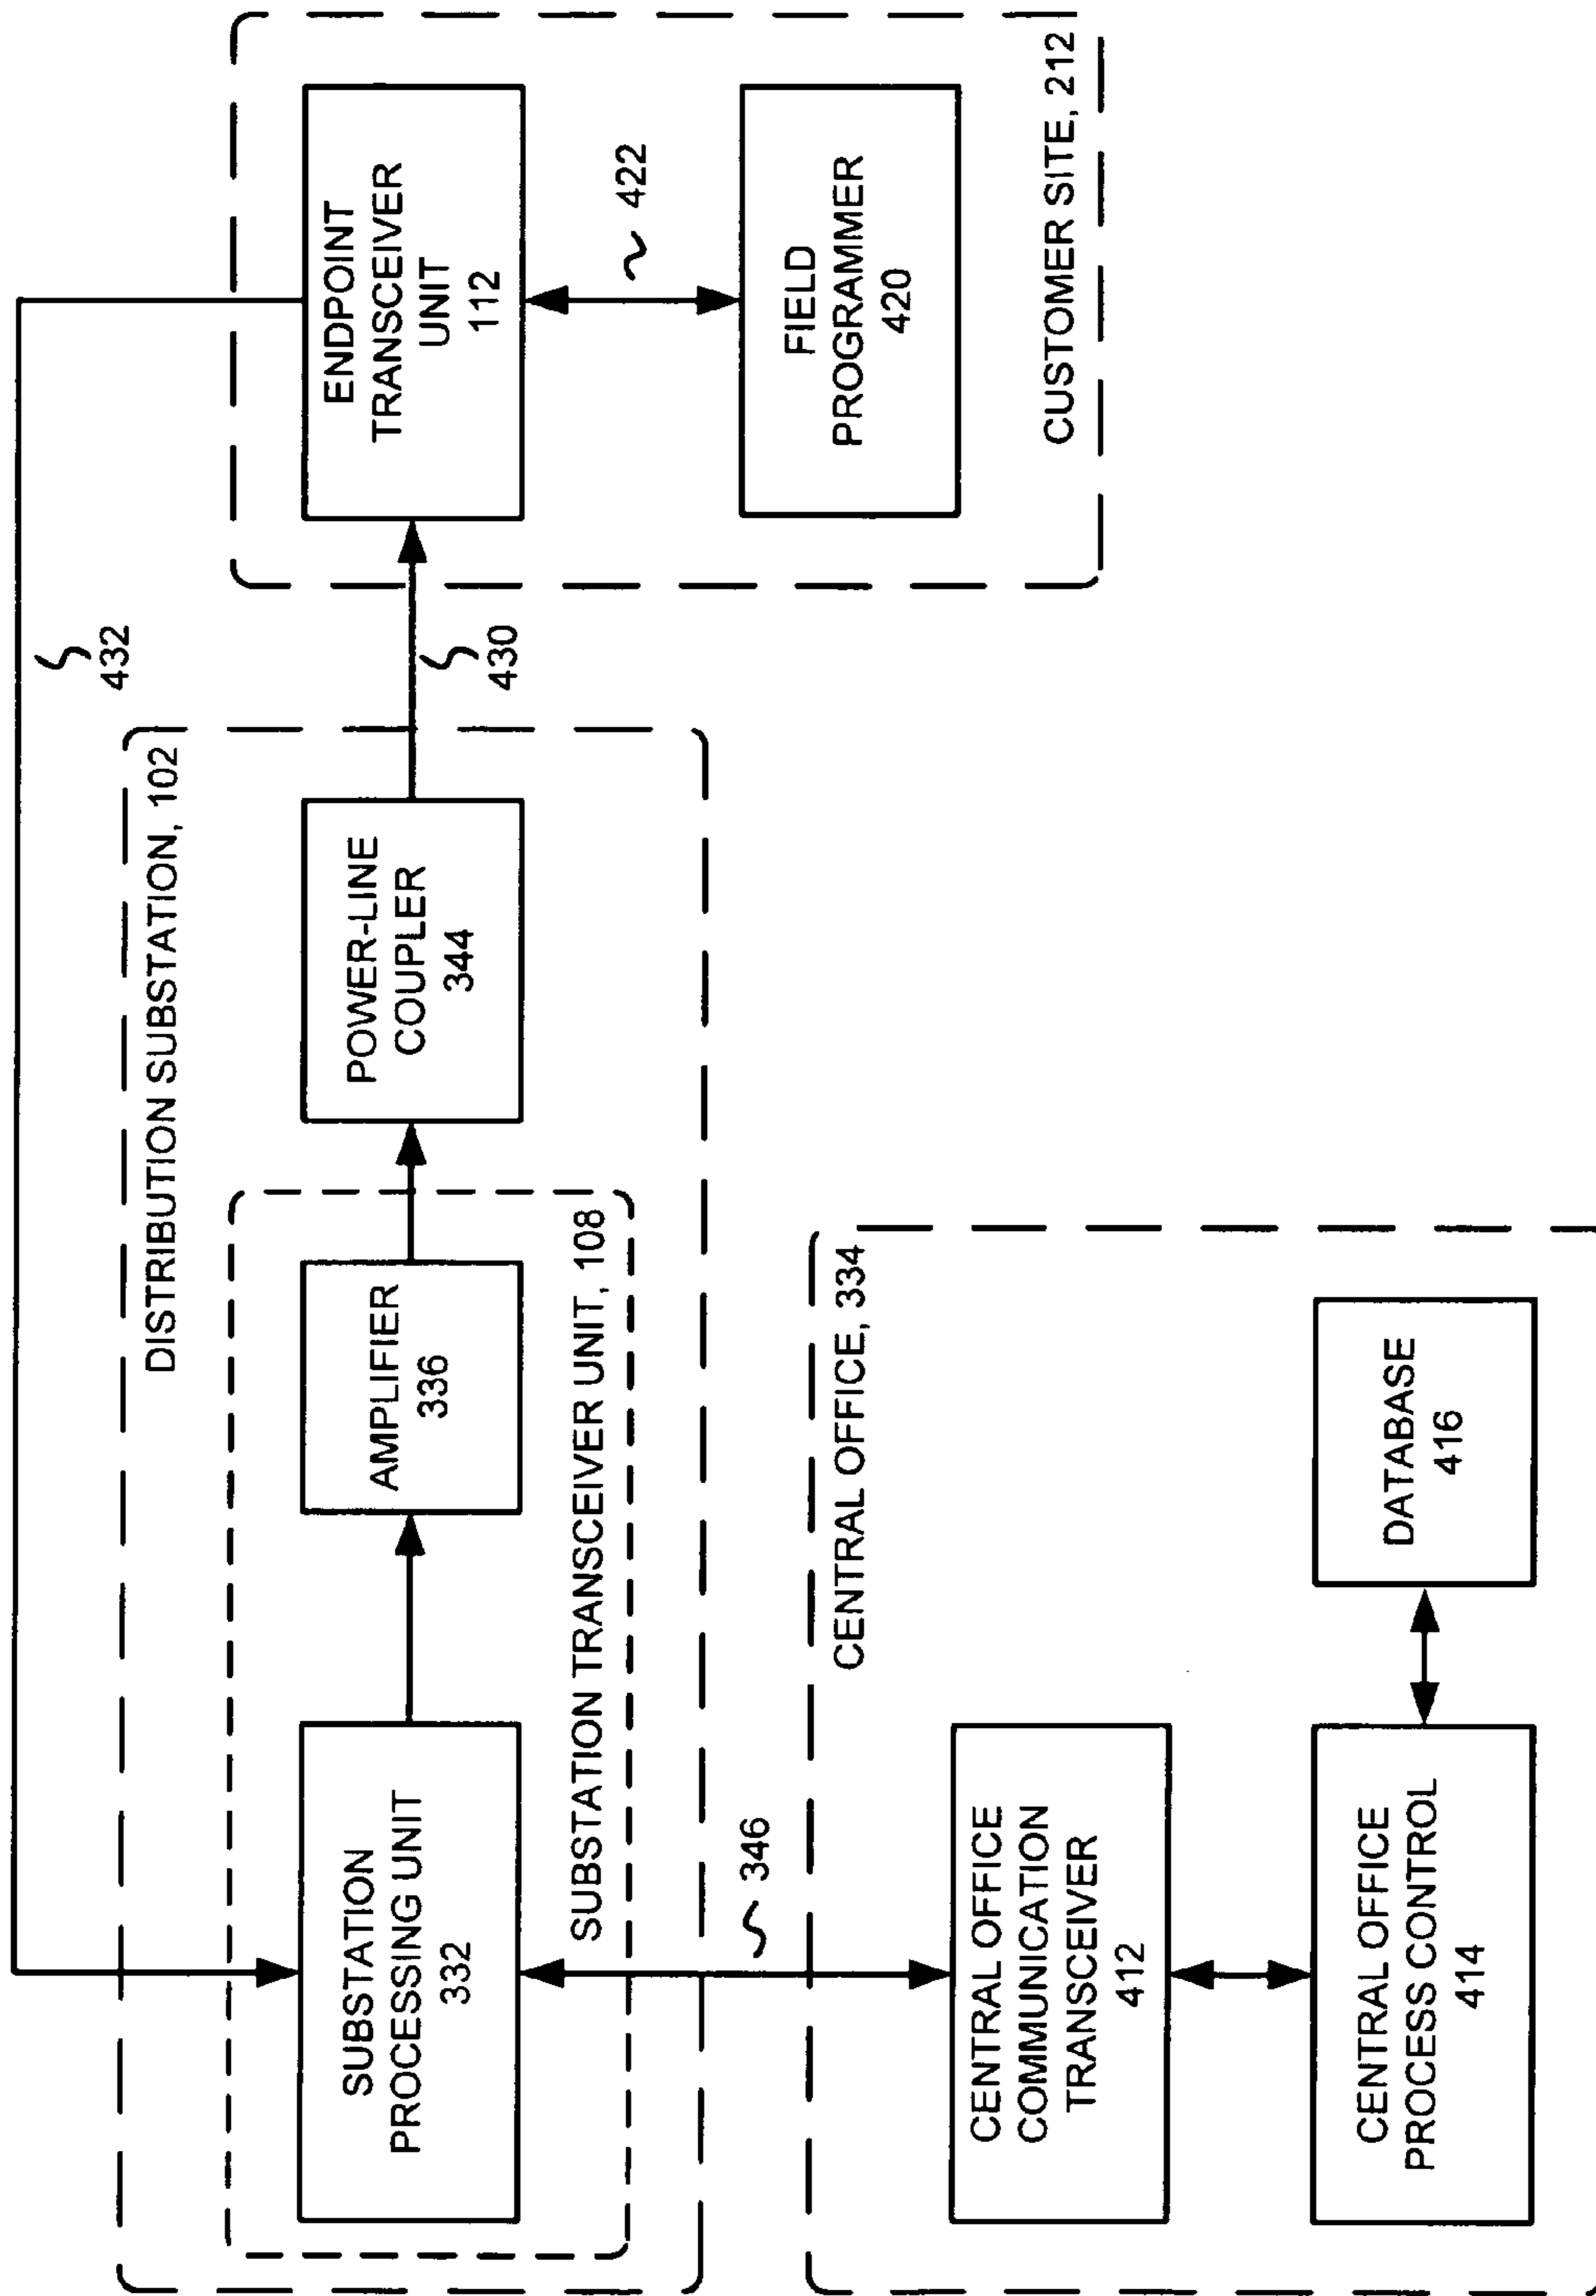 432
DISTRIBUTION SUBSTATION, 102
SUBSTATION
PROCESSING UNIT
332
AMPLIFIER
336
POWER-LINE
COUPLER
344
430
ENDPOINT
TRANSCEIVER
UNIT
112
SUBSTATION TRANSCEIVER UNIT, 108
422
346
CENTRAL OFFICE, 334
FIELD
PROGRAMMER
420
CENTRAL OFFICE
COMMUNICATION
TRANSCEIVER
412
CUSTOMER SITE, 212
CENTRAL OFFICE
PROCESS CONTROL
414
DATABASE
416